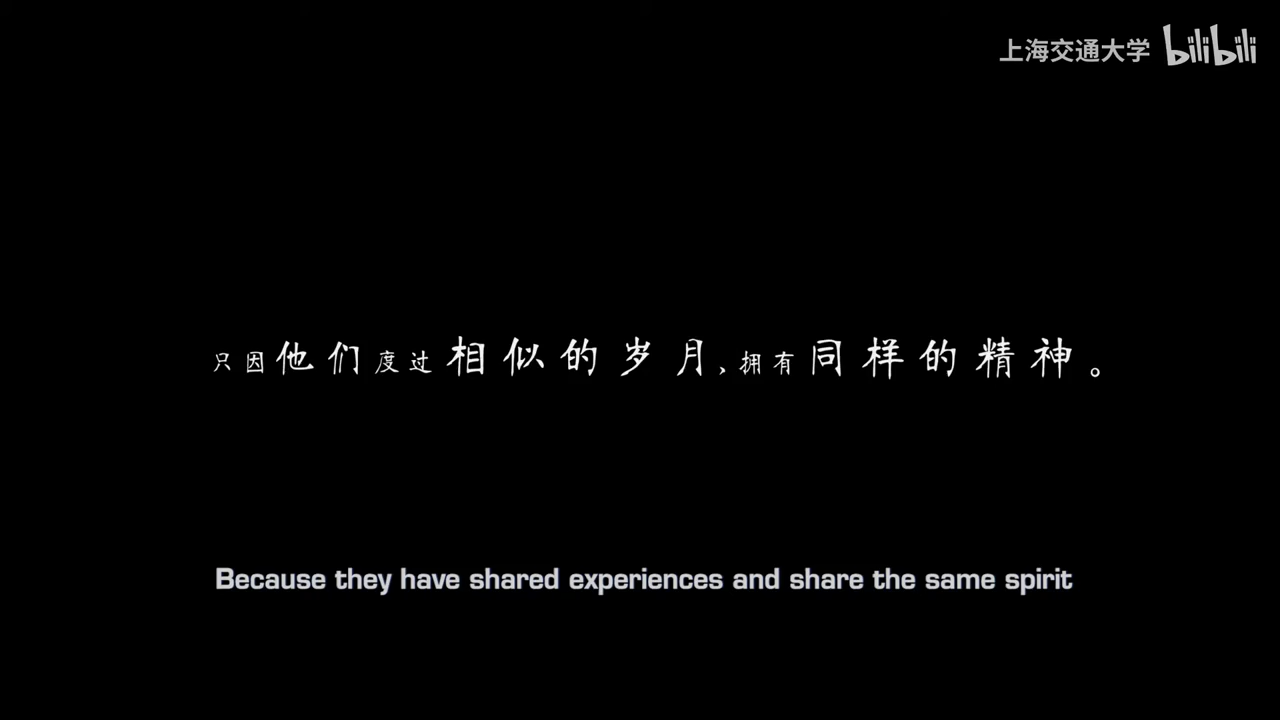 上海交通大学 bilibili
只因他们度过相似的岁月,拥有同样的精神。
Because they have shared experiences and share the same spirit